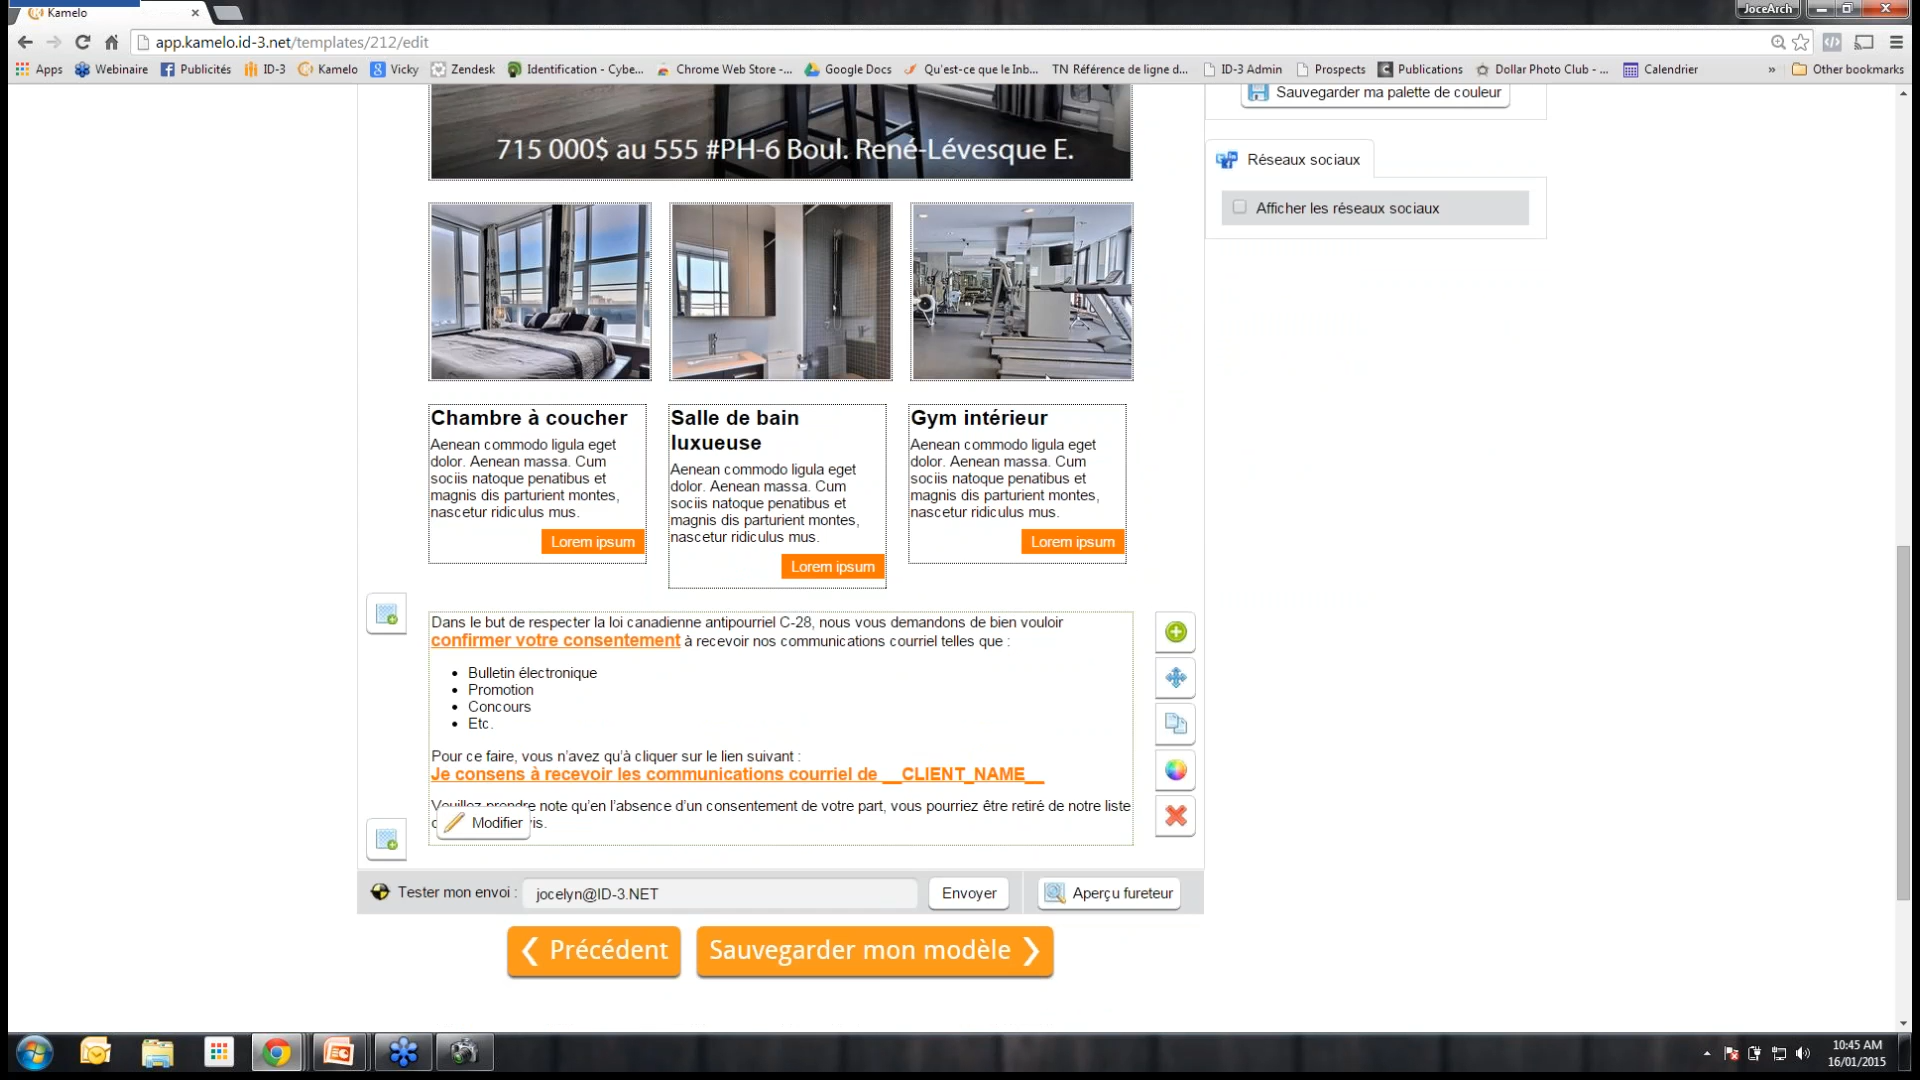 Kamelo
JoceArch
app.kamelo.id-3.net/templates/212/edit
Apps Webinaire Publicités ID-3 Kamelo Vicky Zendesk Identification - Cybe... Chrome Web Store -... Google Docs Qu'est-ce que le Inb... TN Référence de ligne d... ID-3 Admin Prospects Publications Dollar Photo Club - ... Calendrier » Other bookmarks
Sauvegarder ma palette de couleur
715 000$ au 555 #PH-6 Boul. René-Lévesque E.
Réseaux sociaux
Afficher les réseaux sociaux
Chambre à coucher
Aenean commodo ligula eget
dolor. Aenean massa. Cum
sociis natoque penatibus et
magnis dis parturient montes,
nascetur ridiculus mus.
Lorem ipsum
Salle de bain
luxueuse
Aenean commodo ligula eget
dolor. Aenean massa. Cum
sociis natoque penatibus et
magnis dis parturient montes,
nascetur ridiculus mus.
Lorem ipsum
Gym intérieur
Aenean commodo ligula eget
dolor. Aenean massa. Cum
sociis natoque penatibus et
magnis dis parturient montes,
nascetur ridiculus mus.
Lorem ipsum
Dans le but de respecter la loi canadienne antipourriel C-28, nous vous demandons de bien vouloir
confirmer votre consentement à recevoir nos communications courriel telles que :
• Bulletin électronique
• Promotion
• Concours
• Etc.
Pour ce faire, vous n'avez qu'à cliquer sur le lien suivant :
Je consens à recevoir les communications courriel de __CLIENT_NAME__
Veuillez prendre note qu'en l'absence d'un consentement de votre part, vous pourriez être retiré de notre liste
Modifier
Tester mon envoi : jocelyn@ID-3.NET Envoyer Aperçu fureteur
❮ Précédent Sauvegarder mon modèle ❯
10:45 AM
16/01/2015